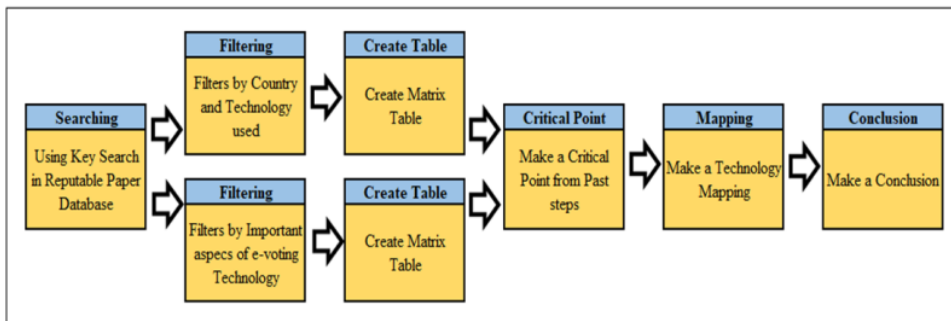 Searching
Using Key Search
in Reputable Paper
Database
Filtering
Filters by Country
and Technology
used
Create Table
Create Matrix
Table
Filtering
Filters by Important
aspecs of e-voting
Technology
Create Table
Create Matrix
Table
Critical Point
Make a Critical
Point from Past
steps
Mapping
Make a Technology
Mapping
Conclusion
Make a Conclusion